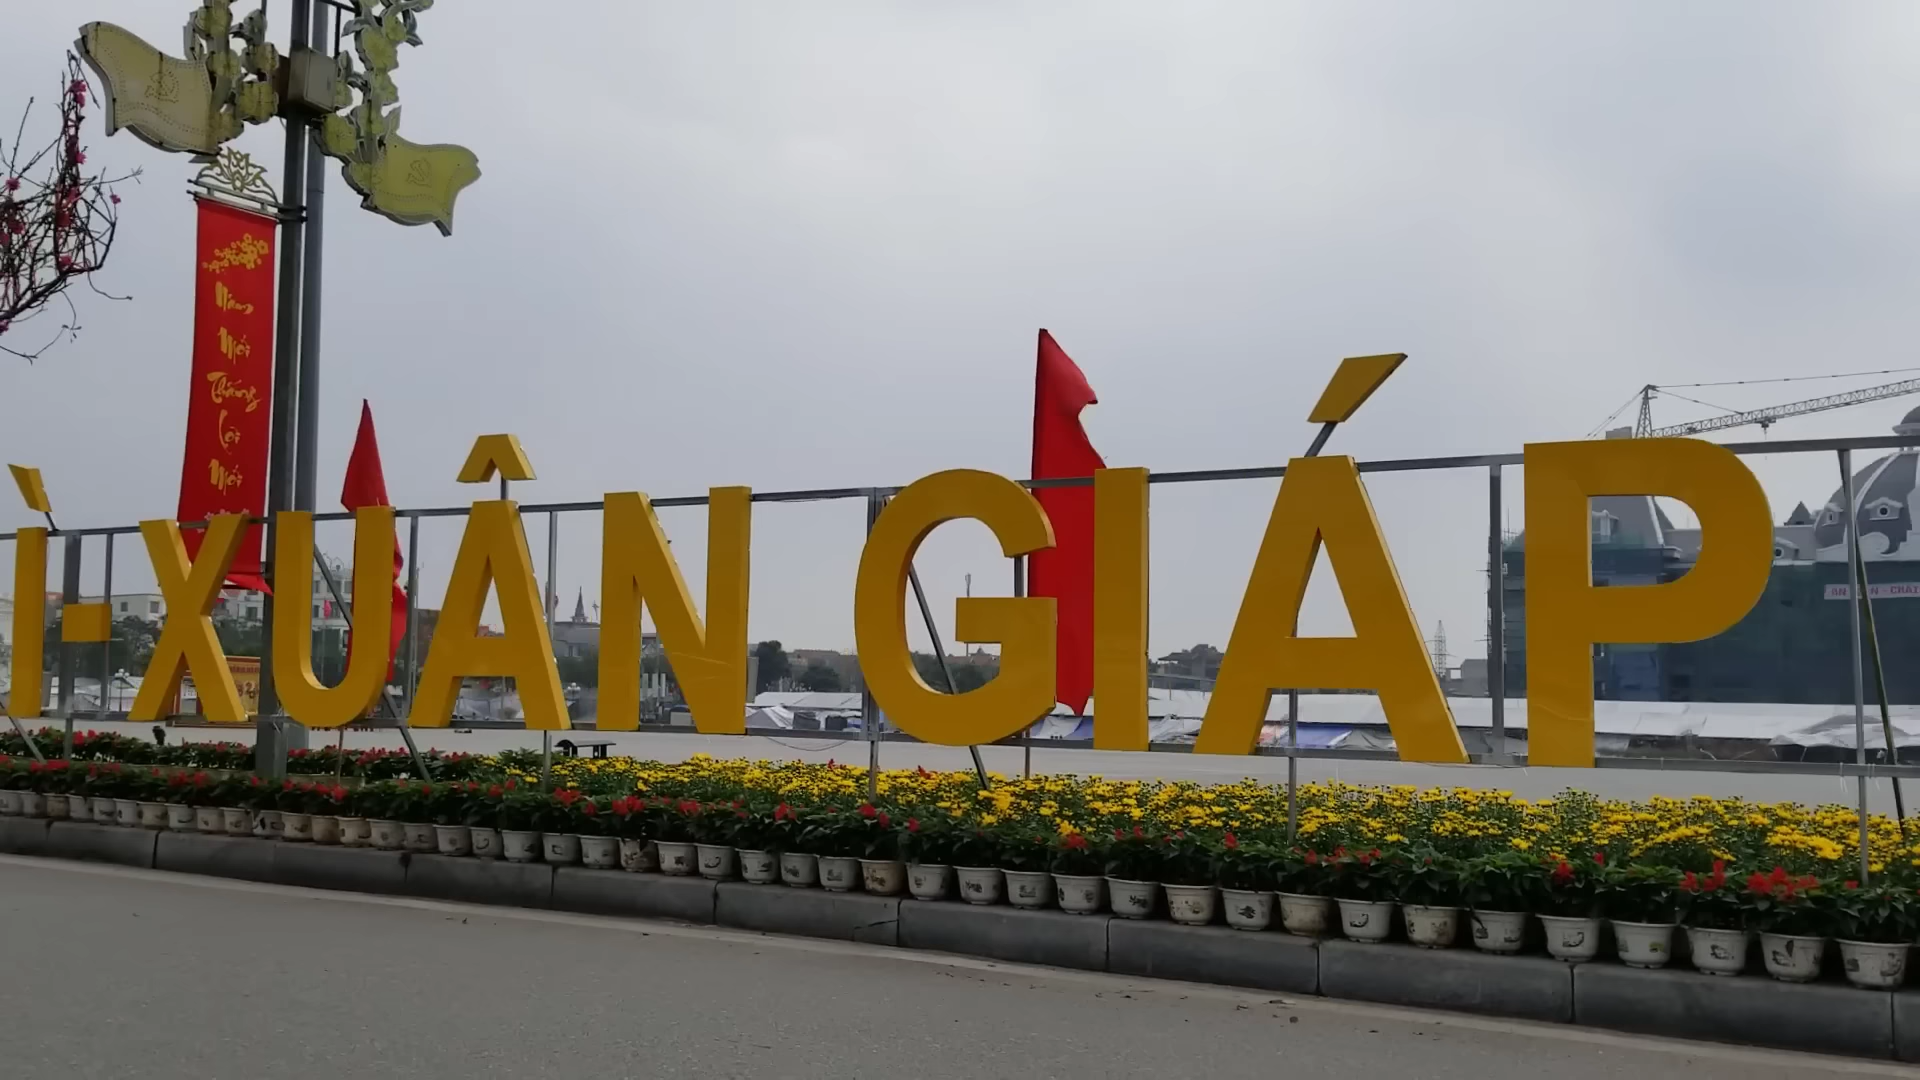 Năm
Mới
Thắng
Lợi
Mới
Ì - XUÂN GIÁP